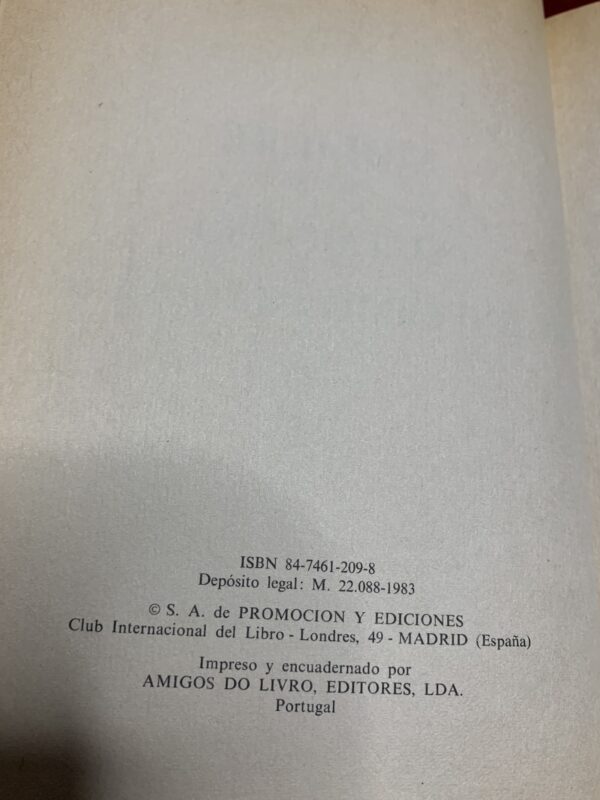 ISBN 84-7461-209-8
Depósito legal: M. 22.088-1983
© S. A. de PROMOCION Y EDICIONES
Club Internacional del Libro - Londres, 49 - MADRID (España)
Impreso y encuadernado por
AMIGOS DO LIVRO, EDITORES, LDA.
Portugal